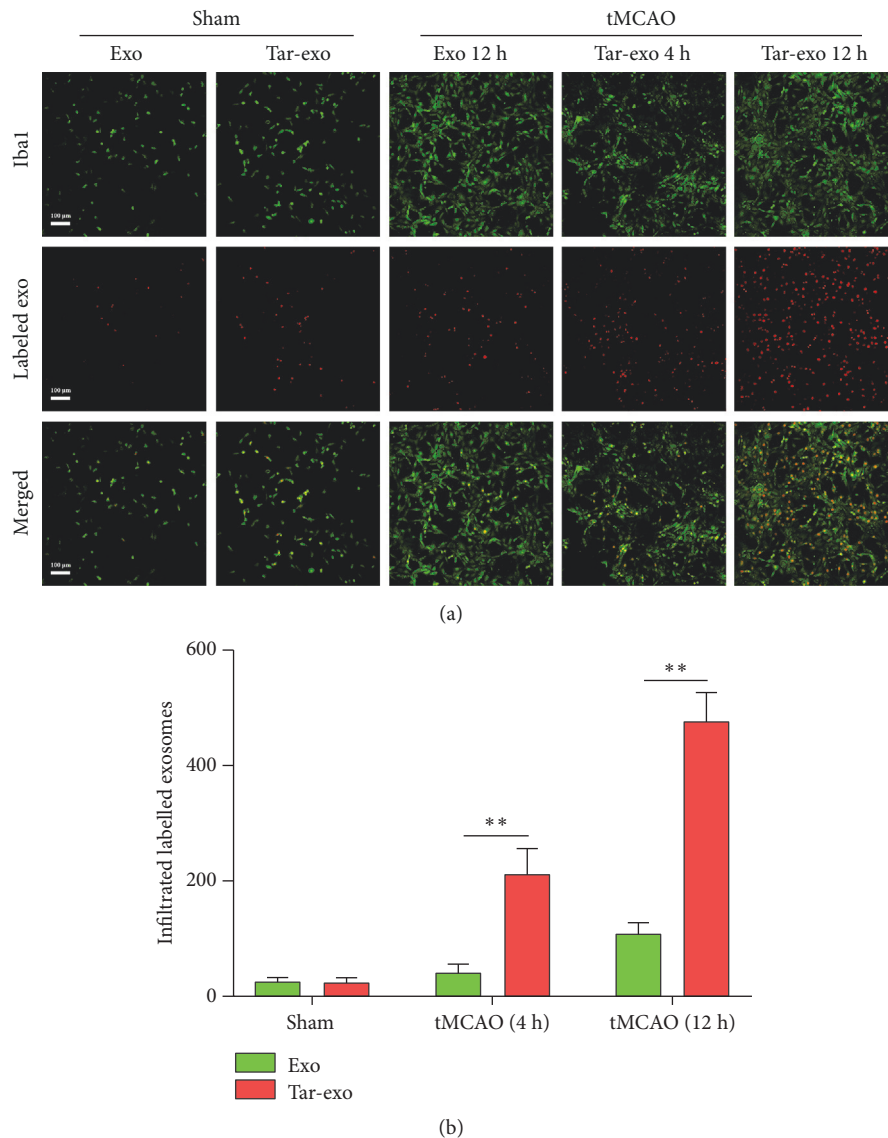 Sham
tMCAO
Exo
Tar-exo
Exo 12 h
Tar-exo 4 h
Tar-exo 12 h
Iba1
100 µm
Labeled exo
100 µm
Merged
100 µm
(a)
600
400
200
0
Infiltrated labelled exosomes
**
**
Sham
tMCAO (4 h)
tMCAO (12 h)
Exo
Tar-exo
(b)